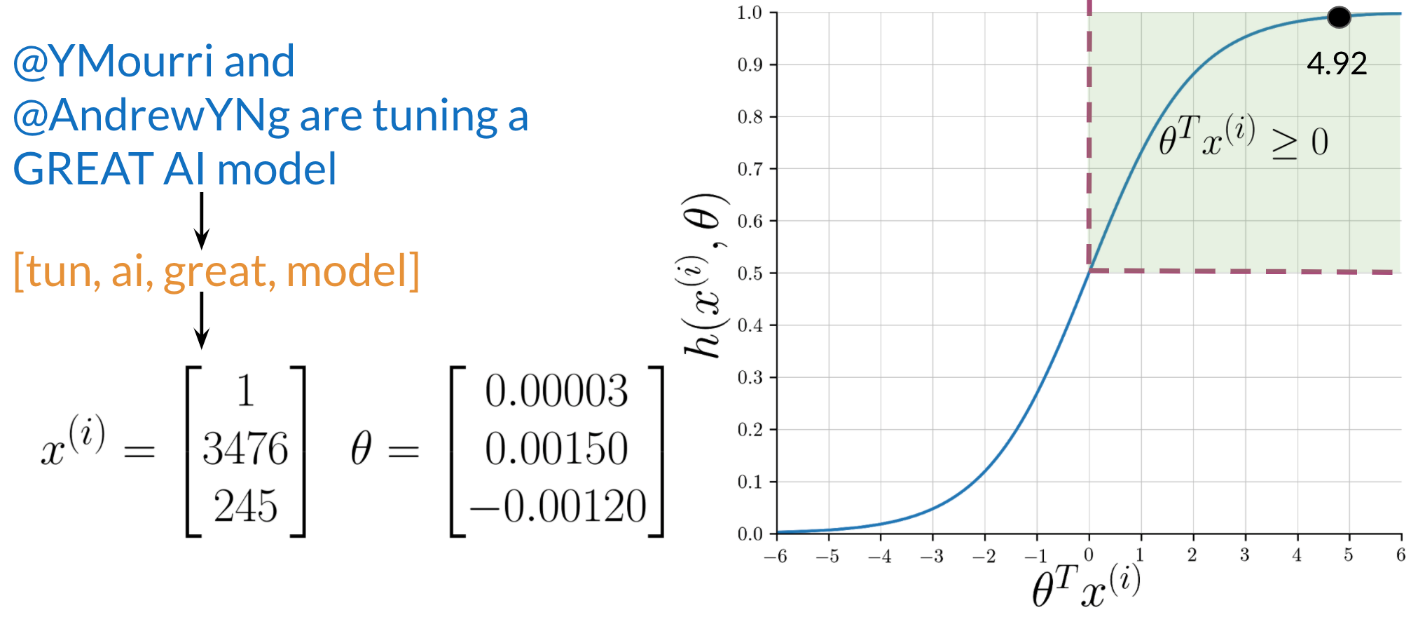 @YMourri and
@AndrewYNg are tuning a
GREAT AI model
[tun, ai, great, model]
x^{(i)} =
1
3476
245
θ =
0.00003
0.00150
−0.00120
h(x^{(i)}, θ)
1.0
0.9
0.8
0.7
0.6
0.5
0.4
0.3
0.2
0.1
0.0
4.92
θ^T x^{(i)} ≥ 0
−6 −5 −4 −3 −2 −1 0 1 2 3 4 5 6
θ^T x^{(i)}